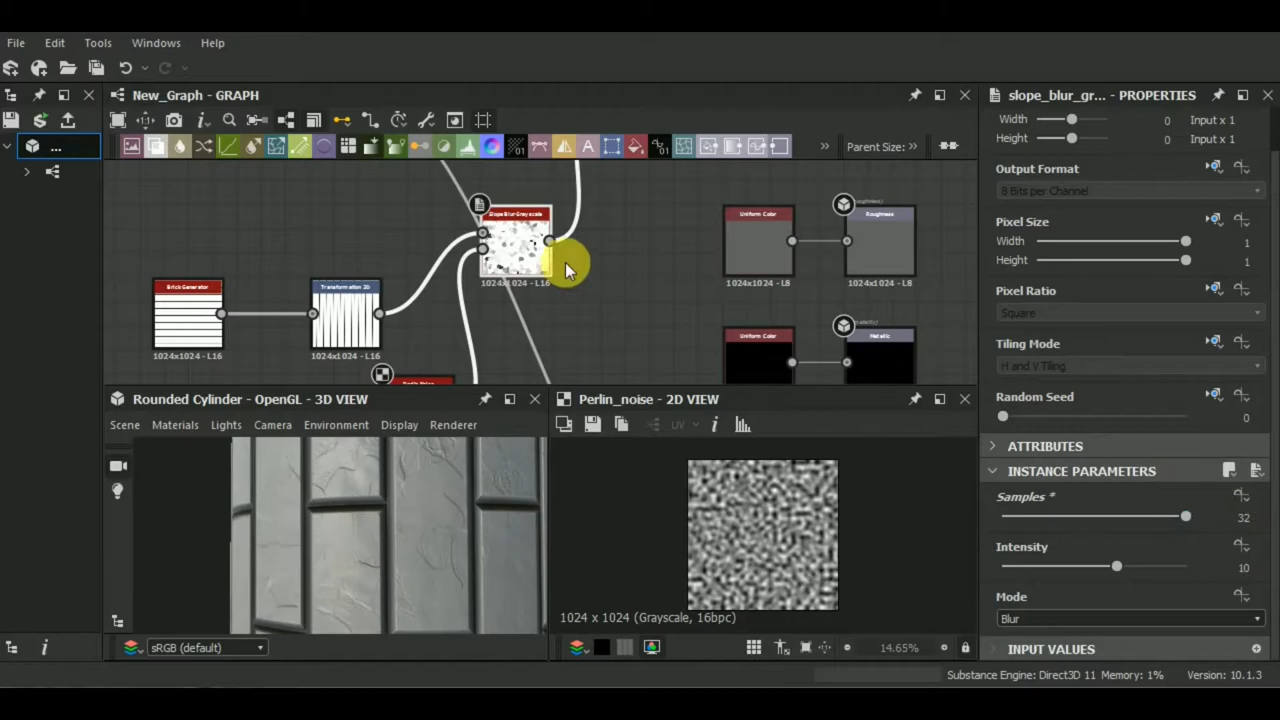 File Edit Tools Windows Help
New_Graph - GRAPH
slope_blur_gr... - PROPERTIES
...
Parent Size:
Width 0 Input x 1
Height 0 Input x 1
Output Format
8 Bits per Channel
Pixel Size
Width 1
Height 1
Pixel Ratio
Square
Tiling Mode
H and V Tiling
Random Seed
0
ATTRIBUTES
INSTANCE PARAMETERS
Samples *
32
Intensity
10
Mode
Blur
INPUT VALUES
Slope Blur Grayscale
1024x1024 - L16
Brick Generator
1024x1024 - L16
Transformation 2D
1024x1024 - L16
Uniform Color
1024x1024 - L8
Roughness
1024x1024 - L8
Uniform Color
Metallic
Rounded Cylinder - OpenGL - 3D VIEW
Scene Materials Lights Camera Environment Display Renderer
sRGB (default)
Perlin_noise - 2D VIEW
UV
1024 x 1024 (Grayscale, 16bpc)
14.65%
Substance Engine: Direct3D 11 Memory: 1% Version: 10.1.3